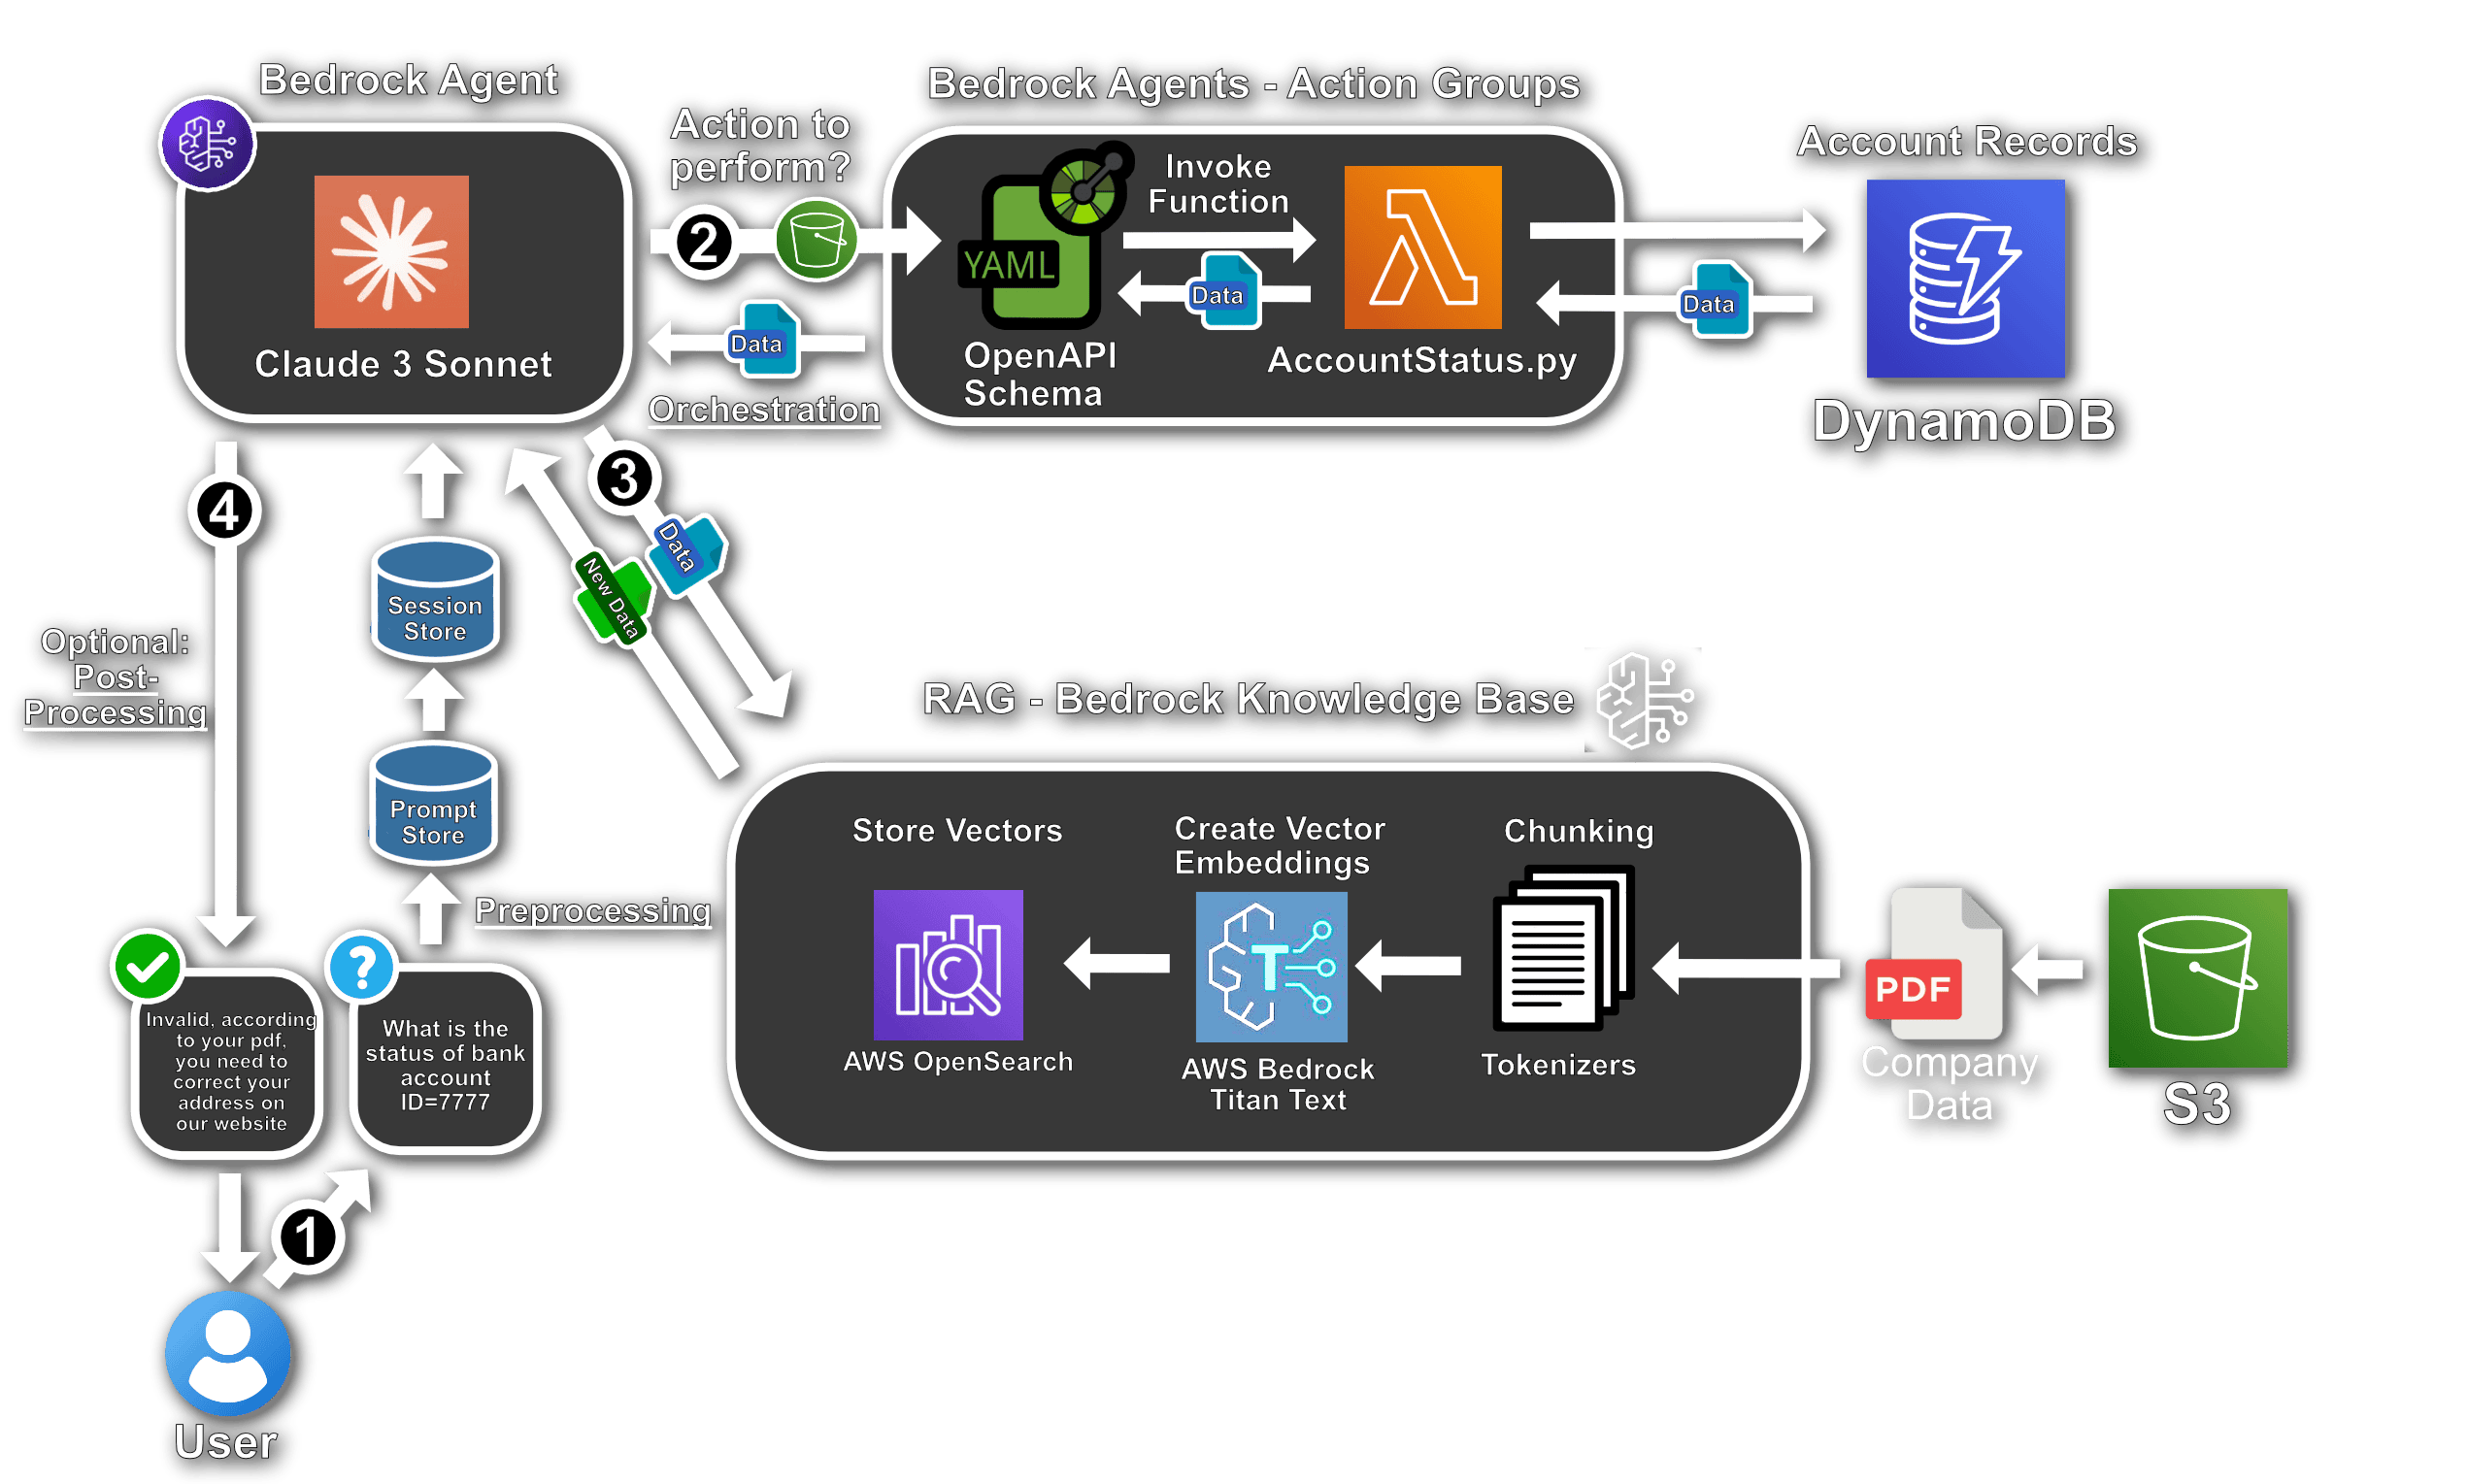 Bedrock Agent
Claude 3 Sonnet
Action to
perform?
2
Data
Orchestration
Bedrock Agents - Action Groups
YAML
OpenAPI
Schema
Invoke
Function
Data
AccountStatus.py
Data
Account Records
DynamoDB
4
3
Data
New Data
Optional:
Post-
Processing
Session
Store
Prompt
Store
Preprocessing
RAG - Bedrock Knowledge Base
Store Vectors
AWS OpenSearch
Create Vector
Embeddings
T
AWS Bedrock
Titan Text
Chunking
Tokenizers
PDF
Company
Data
S3
Invalid, according
to your pdf,
you need to
correct your
address on
our website
?
What is the
status of bank
account
ID=7777
1
User